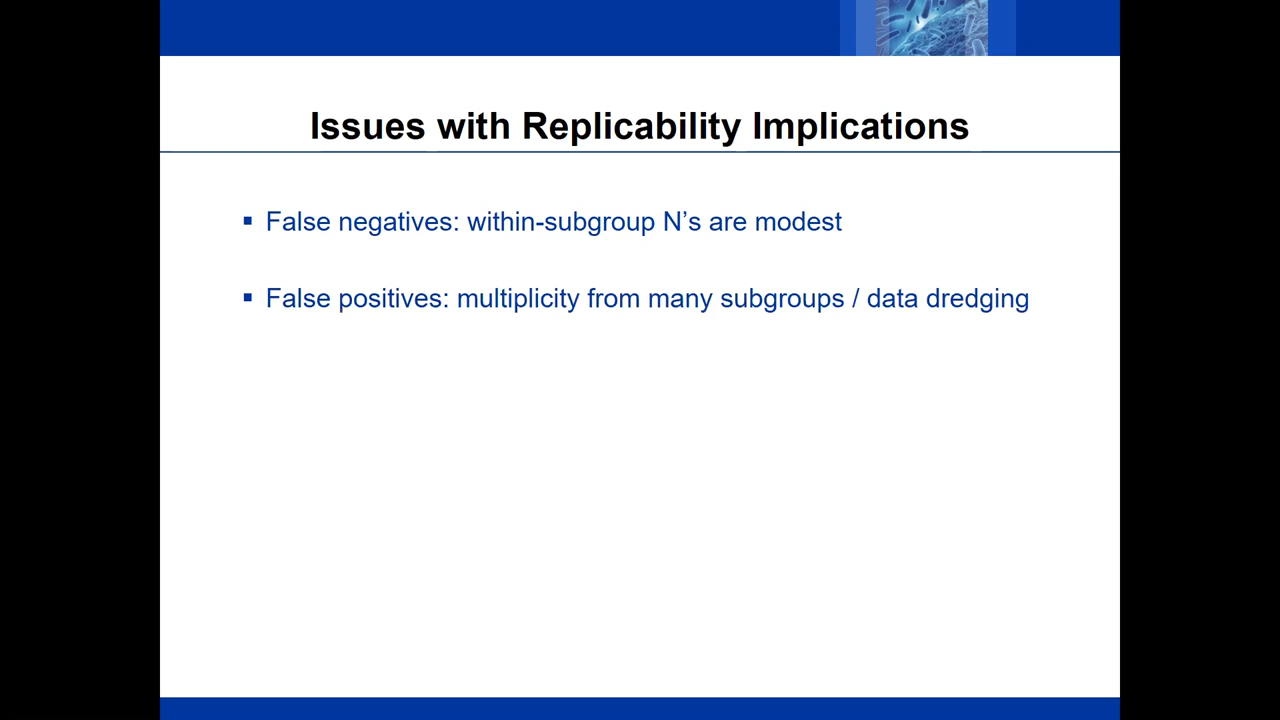 Issues with Replicability Implications
▪ False negatives: within-subgroup N’s are modest
▪ False positives: multiplicity from many subgroups / data dredging